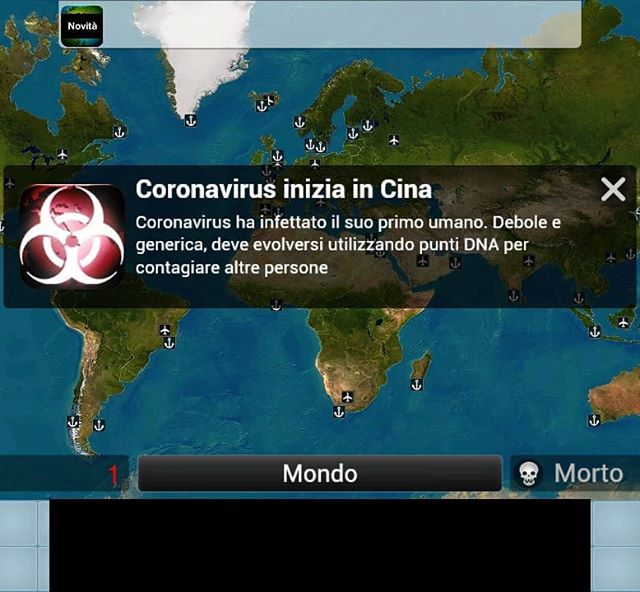 Novità
Coronavirus inizia in Cina
Coronavirus ha infettato il suo primo umano. Debole e
generica, deve evolversi utilizzando punti DNA per
contagiare altre persone
1
Mondo
Morto